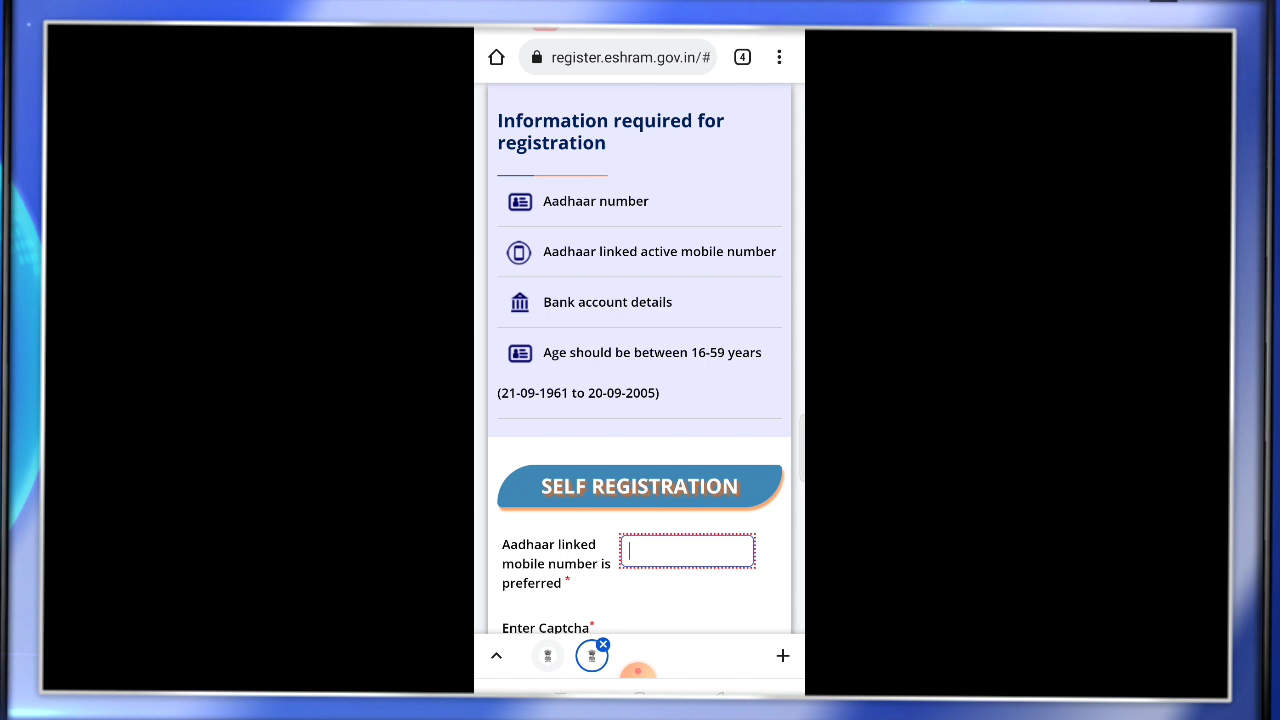 register.eshram.gov.in/#
4
Information required for
registration
Aadhaar number
Aadhaar linked active mobile number
Bank account details
Age should be between 16-59 years
(21-09-1961 to 20-09-2005)
SELF REGISTRATION
Aadhaar linked
mobile number is
preferred *
Enter Captcha*